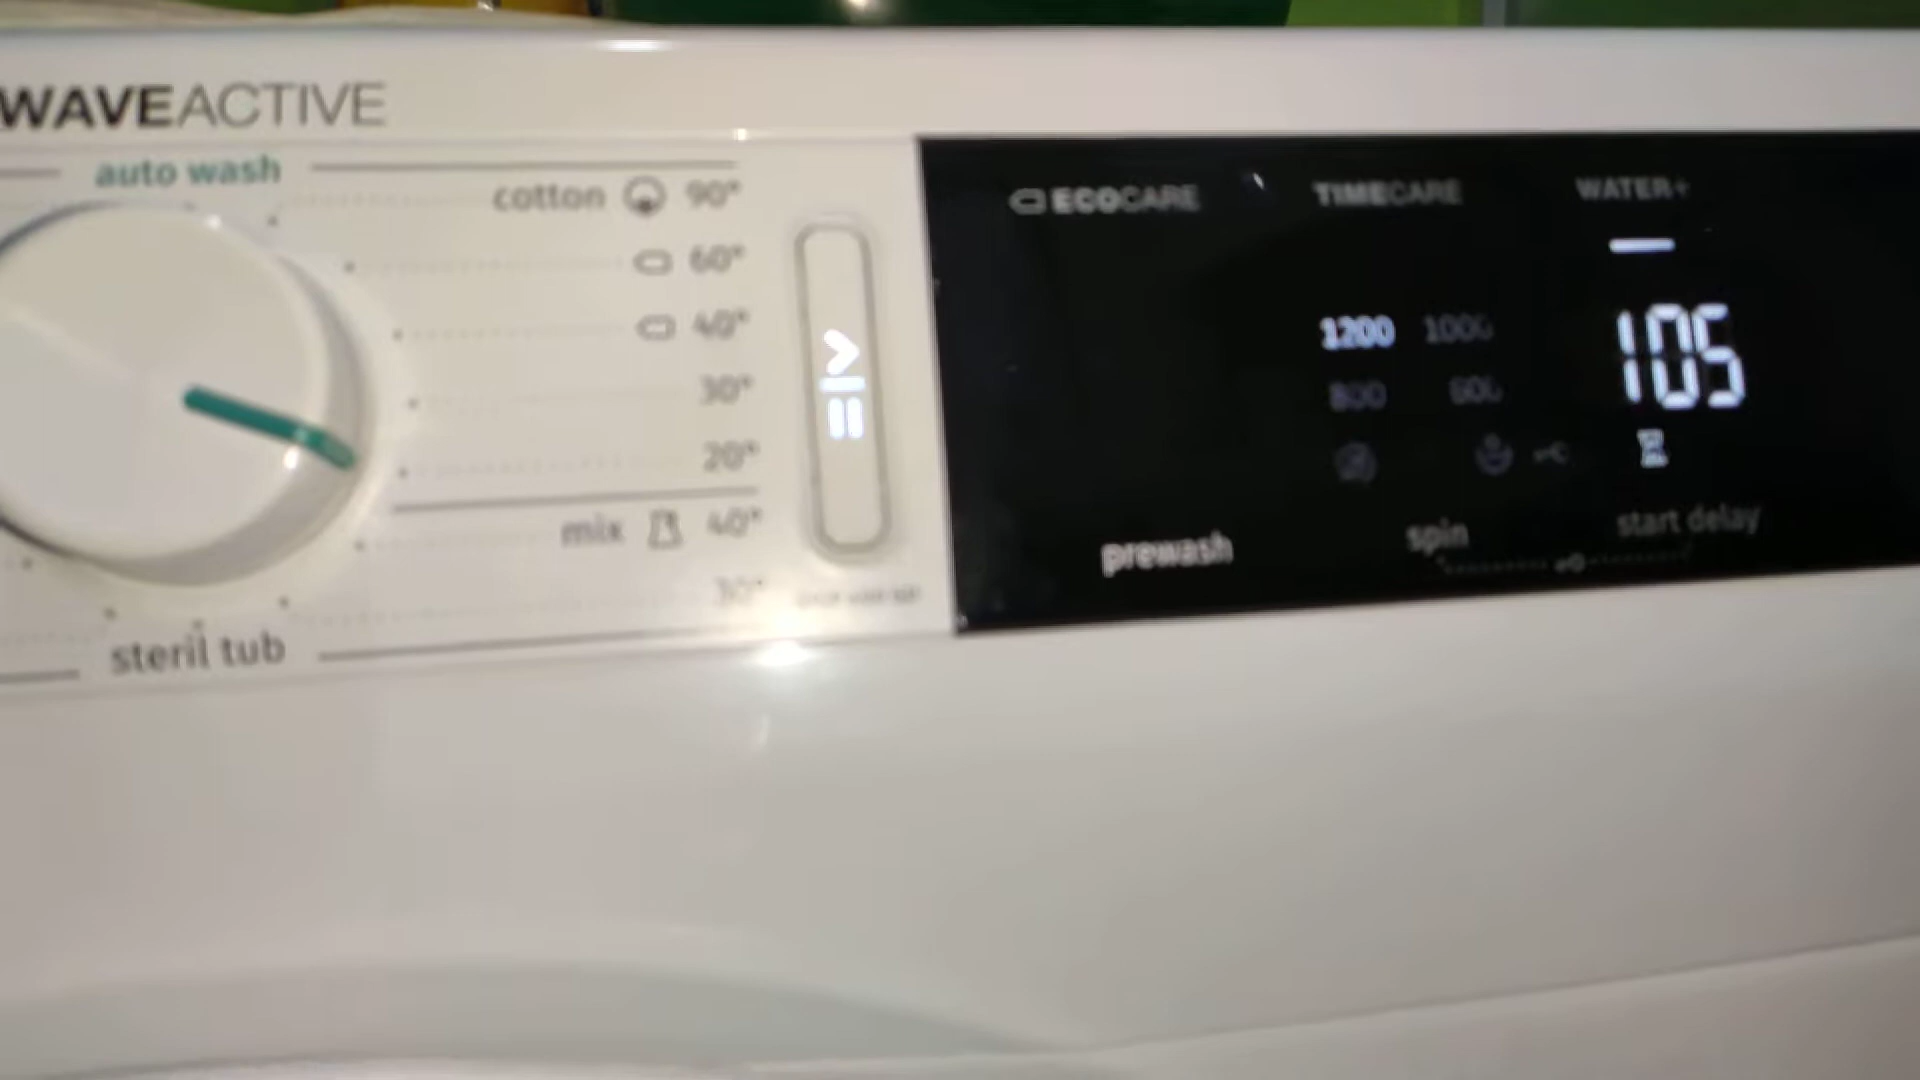 WAVEACTIVE
auto wash
cotton 90°
60°
40°
30°
20°
mix 40°
30°
steril tub
ECOCARE
TIMECARE
WATER+
1200 1000
800 600
105
prewash
spin
start delay